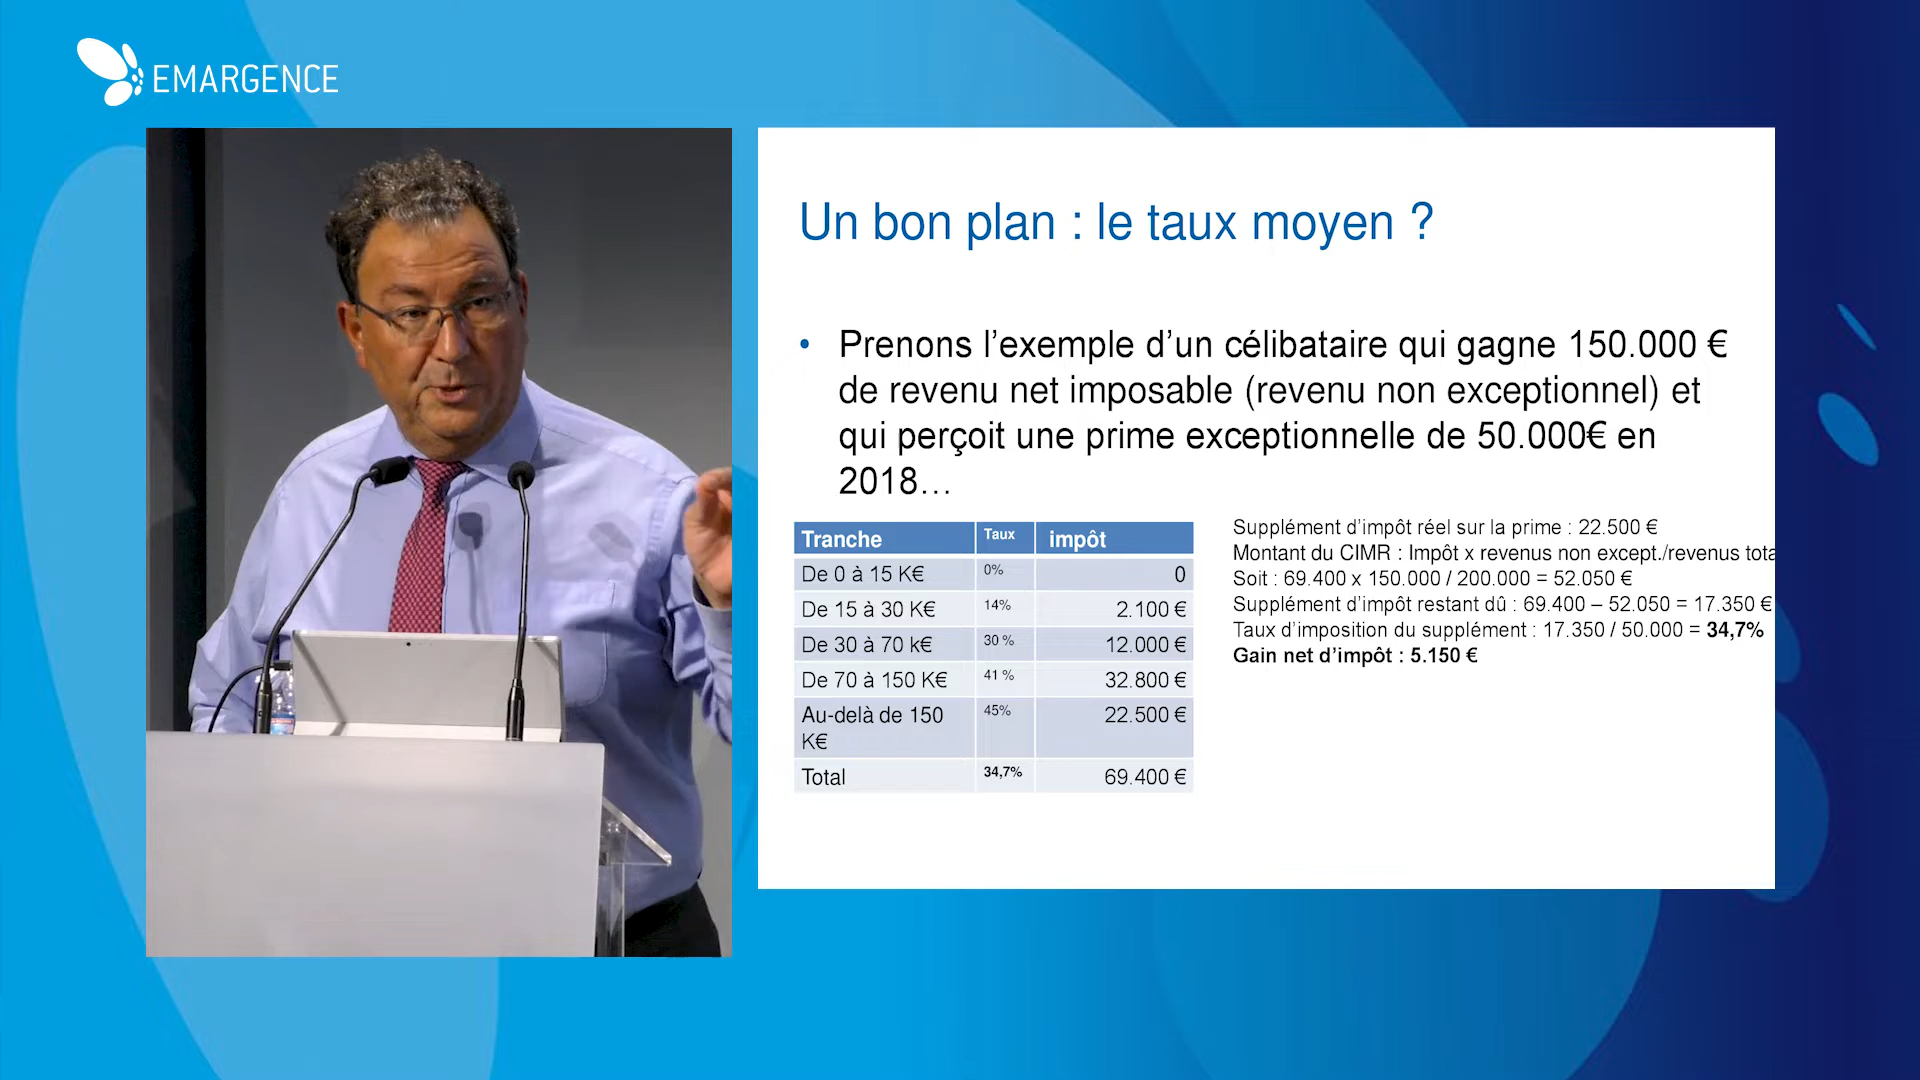 EMARGENCE
Un bon plan : le taux moyen ?
• Prenons l’exemple d’un célibataire qui gagne 150.000 €
de revenu net imposable (revenu non exceptionnel) et
qui perçoit une prime exceptionnelle de 50.000€ en
2018…
Tranche Taux impôt
De 0 à 15 K€ 0% 0
De 15 à 30 K€ 14% 2.100 €
De 30 à 70 k€ 30 % 12.000 €
De 70 à 150 K€ 41 % 32.800 €
Au-delà de 150 45% 22.500 €
K€
Total 34,7% 69.400 €
Supplément d’impôt réel sur la prime : 22.500 €
Montant du CIMR : Impôt x revenus non except./revenus tota
Soit : 69.400 x 150.000 / 200.000 = 52.050 €
Supplément d’impôt restant dû : 69.400 – 52.050 = 17.350 €
Taux d’imposition du supplément : 17.350 / 50.000 = 34,7%
Gain net d’impôt : 5.150 €